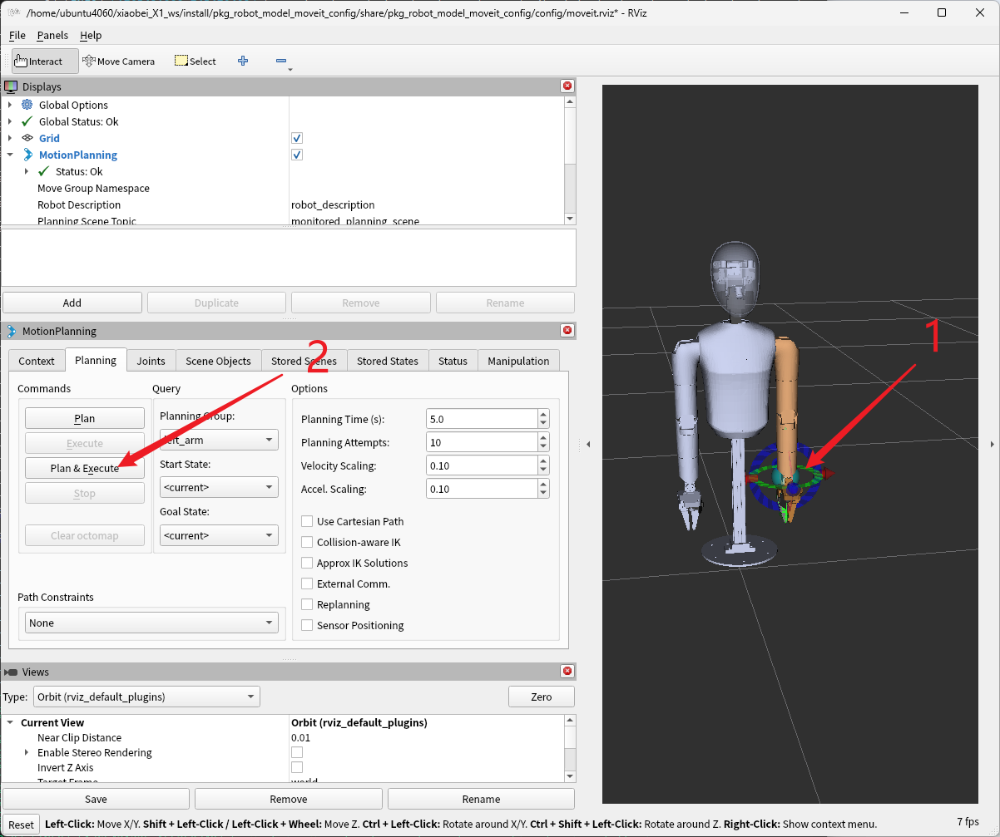 /home/ubuntu4060/xiaobei_X1_ws/install/pkg_robot_model_moveit_config/share/pkg_robot_model_moveit_config/config/moveit.rviz* - RViz
File Panels Help
Interact Move Camera Select
Displays
Global Options
Global Status: Ok
Grid
MotionPlanning
Status: Ok
Move Group Namespace
Robot Description robot_description
Planning Scene Topic monitored_planning_scene
Add Duplicate Remove Rename
MotionPlanning
1
2
Context Planning Joints Scene Objects Stored Scenes Stored States Status Manipulation
Commands Query Options
Plan Planning Group: Planning Time (s): 5.0
Execute left_arm Planning Attempts: 10
Plan & Execute Start State: Velocity Scaling: 0.10
Stop <current> Accel. Scaling: 0.10
Goal State:
Clear octomap <current>
Use Cartesian Path
Collision-aware IK
Approx IK Solutions
External Comm.
Replanning
Sensor Positioning
Path Constraints
None
Views
Type: Orbit (rviz_default_plugins) Zero
Current View Orbit (rviz_default_plugins)
Near Clip Distance 0.01
Enable Stereo Rendering
Invert Z Axis
Target Frame world
Save Remove Rename
Reset Left-Click: Move X/Y. Shift + Left-Click / Left-Click + Wheel: Move Z. Ctrl + Left-Click: Rotate around X/Y. Ctrl + Shift + Left-Click: Rotate around Z. Right-Click: Show context menu. 7 fps